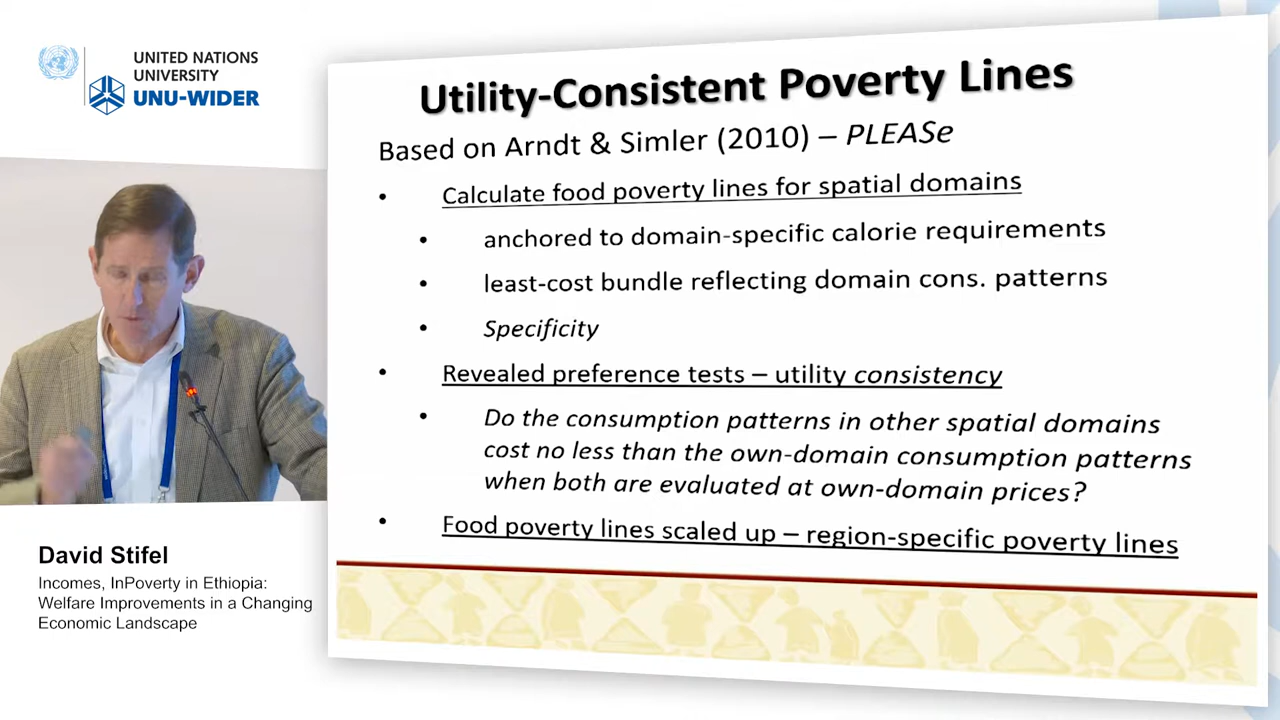 UNITED NATIONS
UNIVERSITY
UNU-WIDER
David Stifel
Incomes, InPoverty in Ethiopia:
Welfare Improvements in a Changing
Economic Landscape
Utility-Consistent Poverty Lines
Based on Arndt & Simler (2010) – PLEASe
• Calculate food poverty lines for spatial domains
• anchored to domain-specific calorie requirements
• least-cost bundle reflecting domain cons. patterns
• Specificity
• Revealed preference tests – utility consistency
• Do the consumption patterns in other spatial domains
cost no less than the own-domain consumption patterns
when both are evaluated at own-domain prices?
• Food poverty lines scaled up – region-specific poverty lines